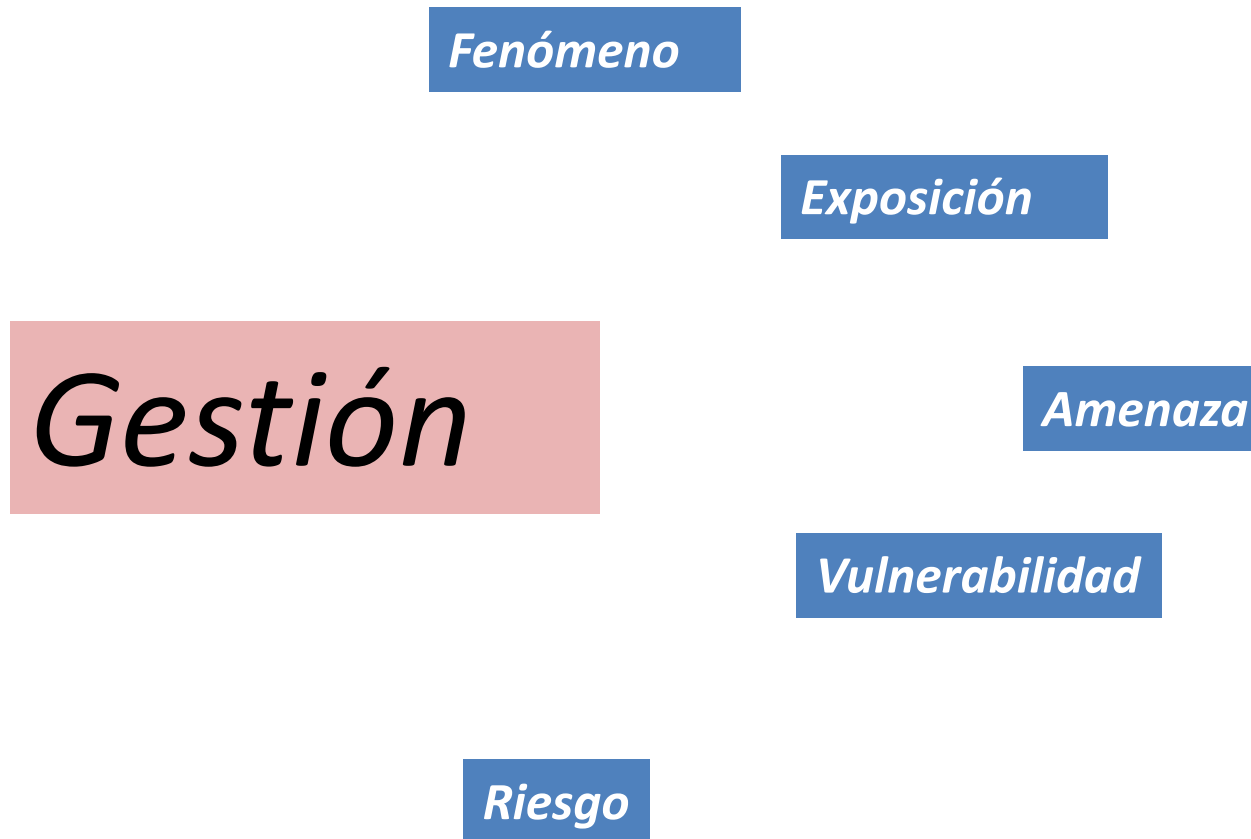 Fenómeno
Exposición
Gestión
Amenaza
Vulnerabilidad
Riesgo